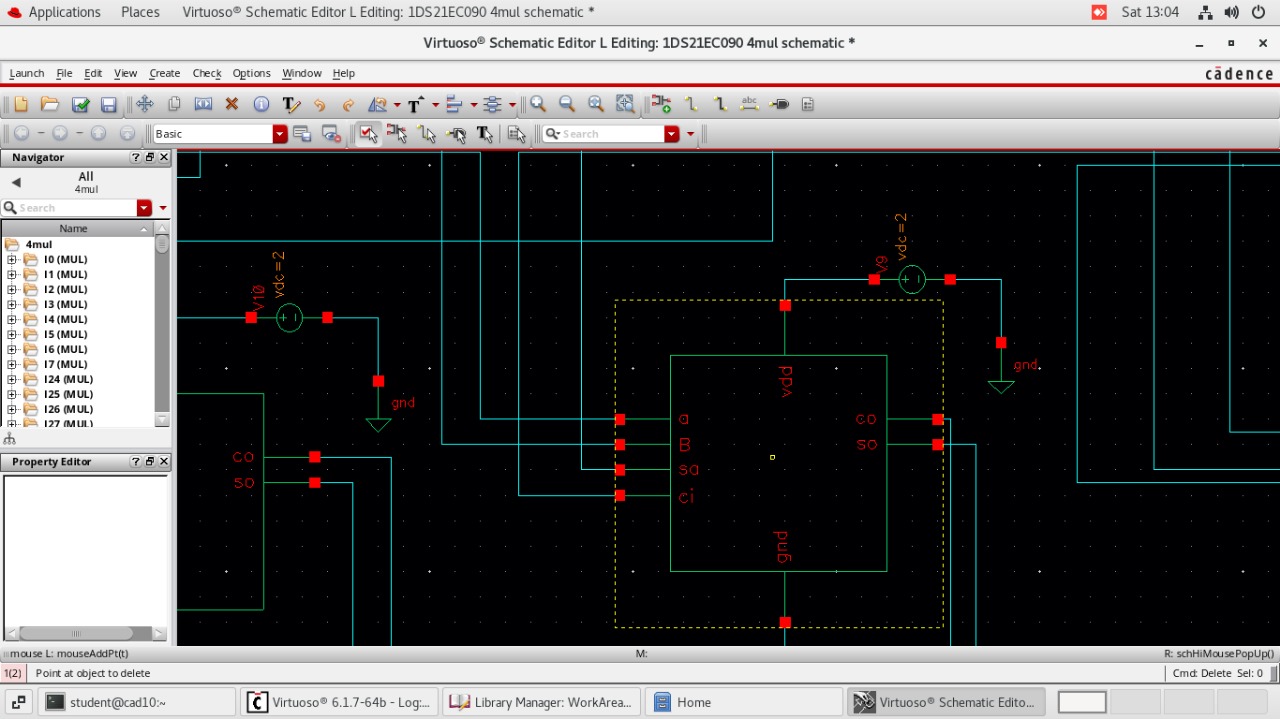 Applications Places Virtuoso® Schematic Editor L Editing: 1DS21EC090 4mul schematic * Sat 13:04
Virtuoso® Schematic Editor L Editing: 1DS21EC090 4mul schematic *
Launch File Edit View Create Check Options Window Help cādence
T T abc
Basic T Search
Navigator ?
All
4mul
Search
Name
4mul
I0 (MUL)
I1 (MUL)
I2 (MUL)
I3 (MUL)
I4 (MUL)
I5 (MUL)
I6 (MUL)
I7 (MUL)
I24 (MUL)
I25 (MUL)
I26 (MUL)
I27 (MUL)
Property Editor ?
V10
vdc=2
gnd
co
so
V9
vdc=2
gnd
vdd
a
B
sa
ci
co
so
gnd
mouse L: mouseAddPt(t) M: R: schHiMousePopUp()
1(2) Point at object to delete Cmd: Delete Sel: 0
student@cad10:~ Virtuoso® 6.1.7-64b - Log:... Library Manager: WorkArea... Home Virtuoso® Schematic Edito...